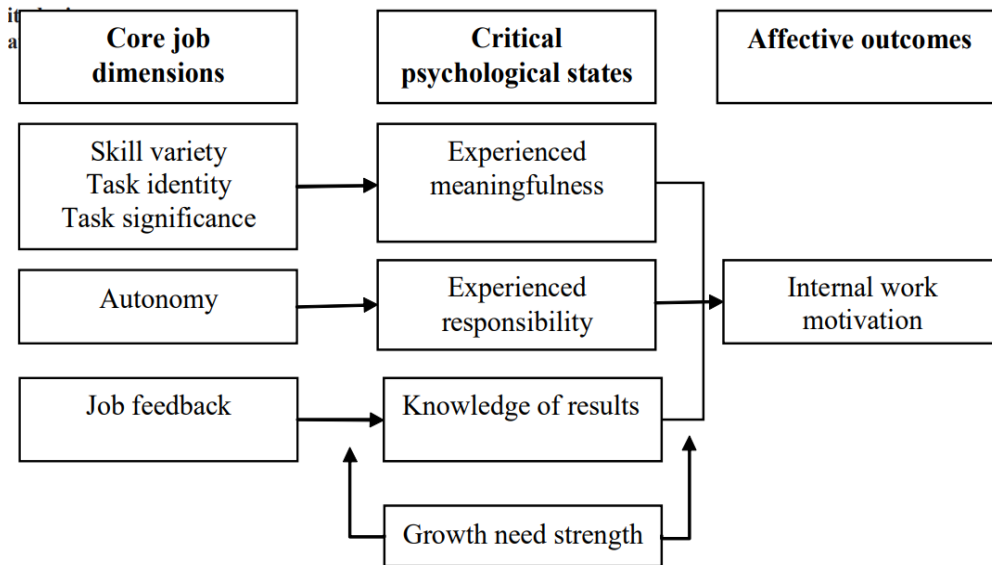 Core job
dimensions
Critical
psychological states
Affective outcomes
Skill variety
Task identity
Task significance
Experienced
meaningfulness
Autonomy
Experienced
responsibility
Internal work
motivation
Job feedback
Knowledge of results
Growth need strength